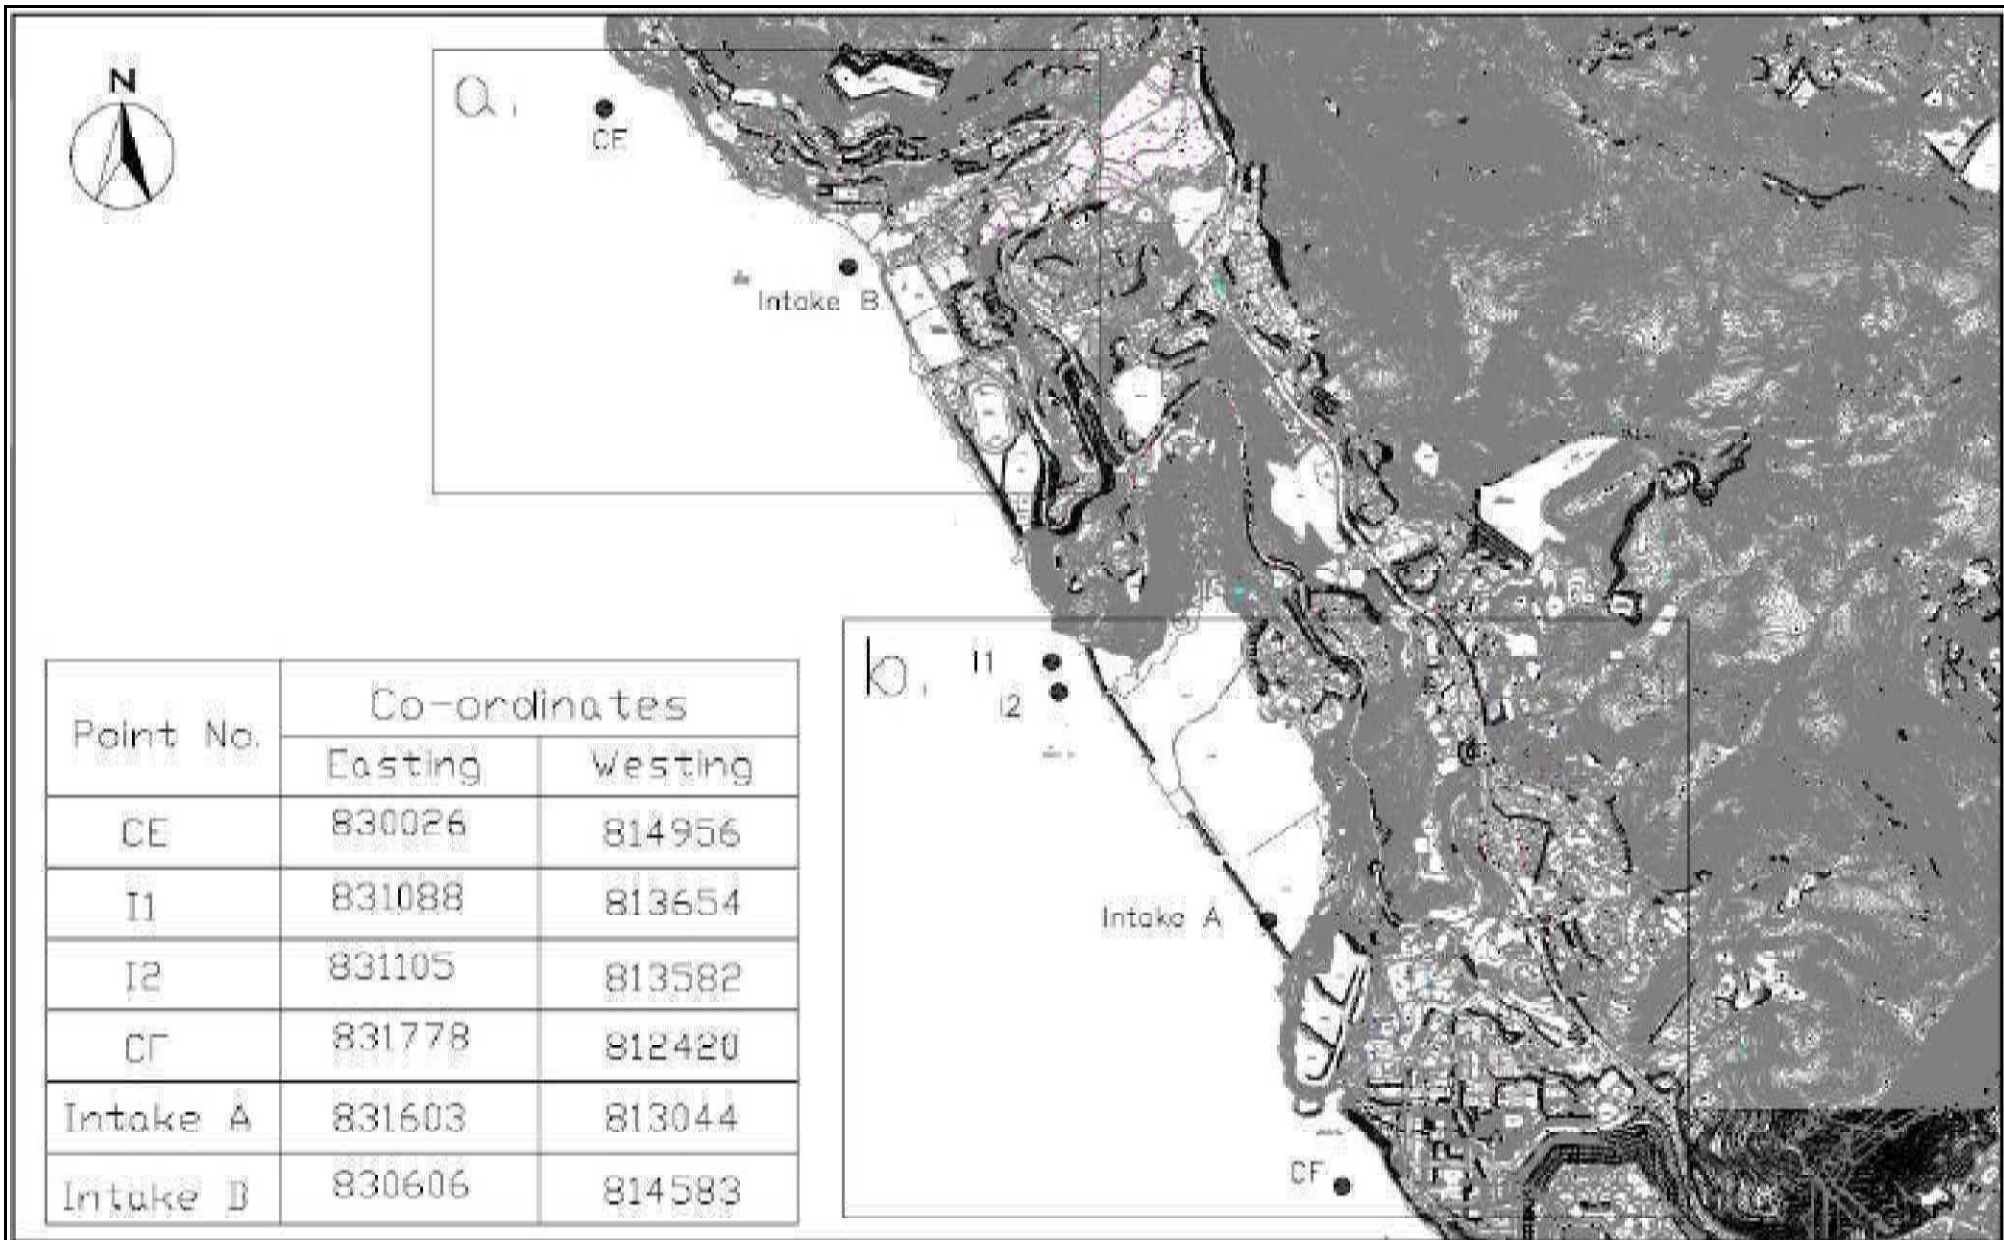 N
a.
CE
Intake B
b.
I1
I2
Intake A
CF
Point No. Co-ordinates
Easting Westing
CE 830026 814956
I1 831088 813654
I2 831105 813582
CF 831778 812420
Intake A 831603 813044
Intake B 830606 814583